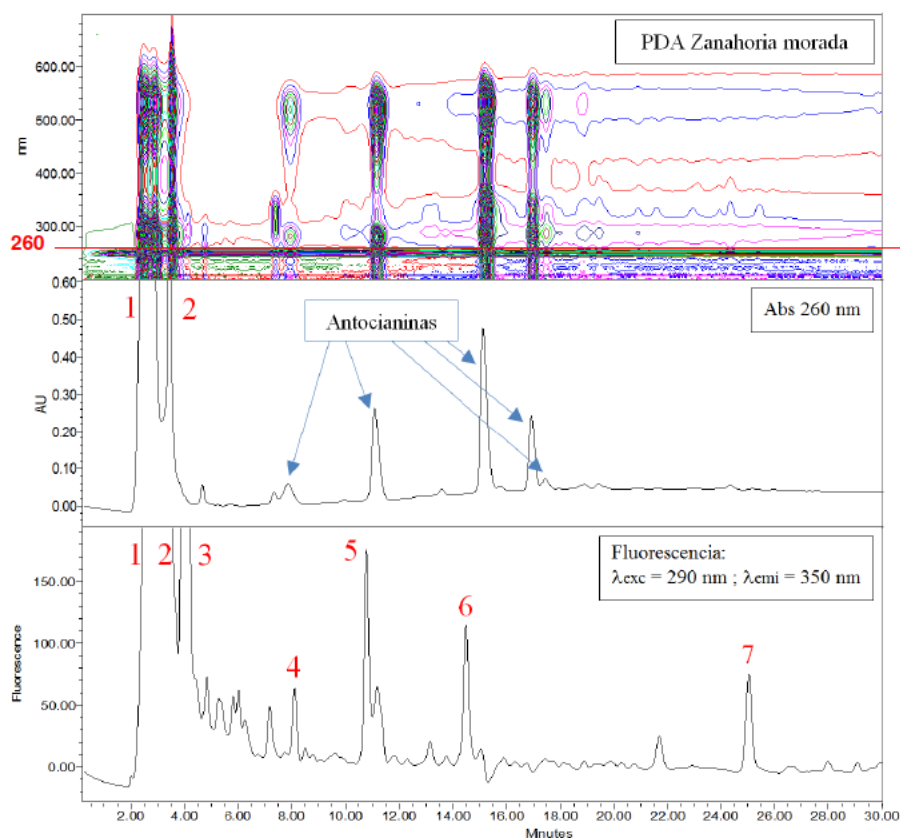 PDA Zanahoria morada
600.00
500.00
nm
400.00
300.00
260
0.60
1
2
Antocianinas
Abs 260 nm
0.50
0.40
AU
0.30
0.20
0.10
0.00
1
2
3
5
Fluorescencia:
λexc = 290 nm ; λemi = 350 nm
150.00
6
100.00
Fluorescence
4
7
50.00
0.00
2.00 4.00 6.00 8.00 10.00 12.00 14.00 16.00 18.00 20.00 22.00 24.00 26.00 28.00 30.00
Minutes